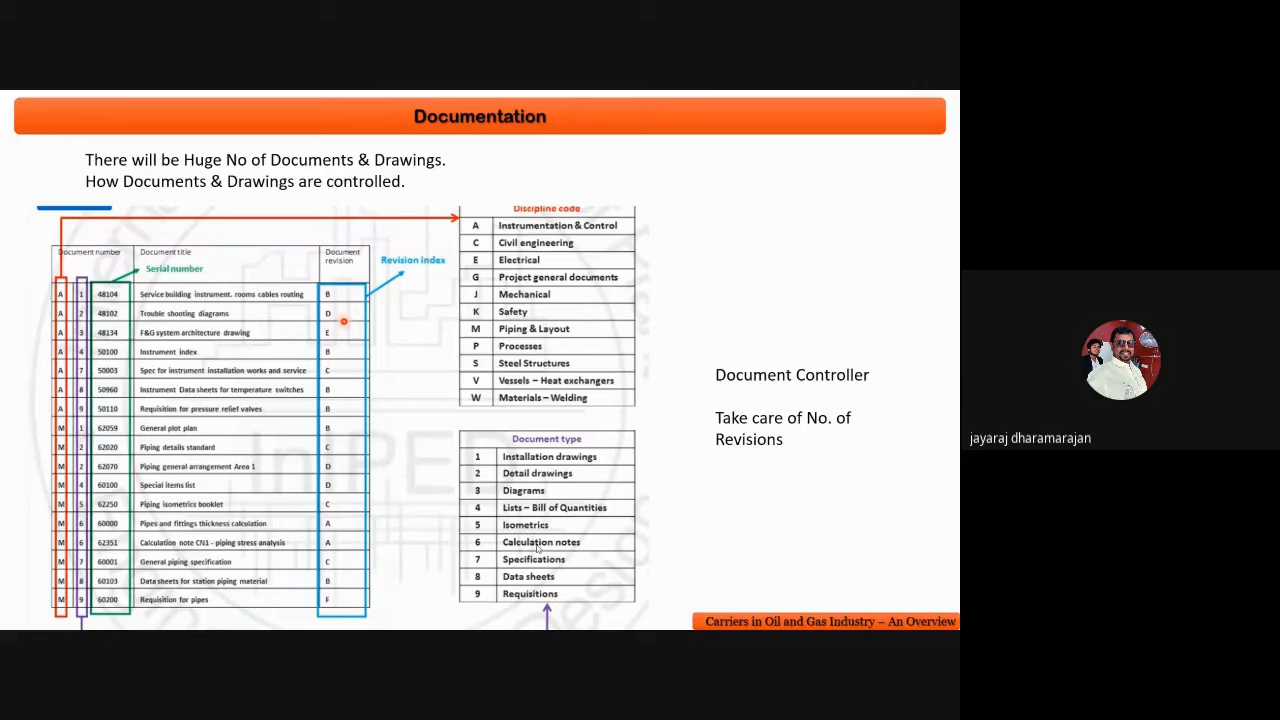 Documentation
There will be Huge No of Documents & Drawings.
How Documents & Drawings are controlled.
Discipline code
A Instrumentation & Control
C Civil engineering
E Electrical
G Project general documents
J Mechanical
K Safety
M Piping & Layout
P Processes
S Steel Structures
V Vessels – Heat exchangers
W Materials – Welding
Document number Document title Document revision
Serial number
Revision index
A 1 48104 Service building instrument. rooms cables routing B
A 2 48102 Trouble shooting diagrams D
A 3 48134 F&G system architecture drawing E
A 4 50100 Instrument index B
A 7 50003 Spec for instrument installation works and service C
A 8 50960 Instrument Data sheets for temperature switches B
A 9 50110 Requisition for pressure relief valves B
M 1 62059 General plot plan B
M 2 62020 Piping details standard C
M 2 62070 Piping general arrangement Area 1 D
M 4 60100 Special items list D
M 5 62250 Piping isometrics booklet C
M 6 60000 Pipes and fittings thickness calculation A
M 6 62351 Calculation note CN1 - piping stress analysis A
M 7 60001 General piping specification C
M 8 60103 Data sheets for station piping material B
M 9 60200 Requisition for pipes F
Document type
1 Installation drawings
2 Detail drawings
3 Diagrams
4 Lists – Bill of Quantities
5 Isometrics
6 Calculation notes
7 Specifications
8 Data sheets
9 Requisitions
Document Controller
Take care of No. of
Revisions
Carriers in Oil and Gas Industry – An Overview
jayaraj dharamarajan